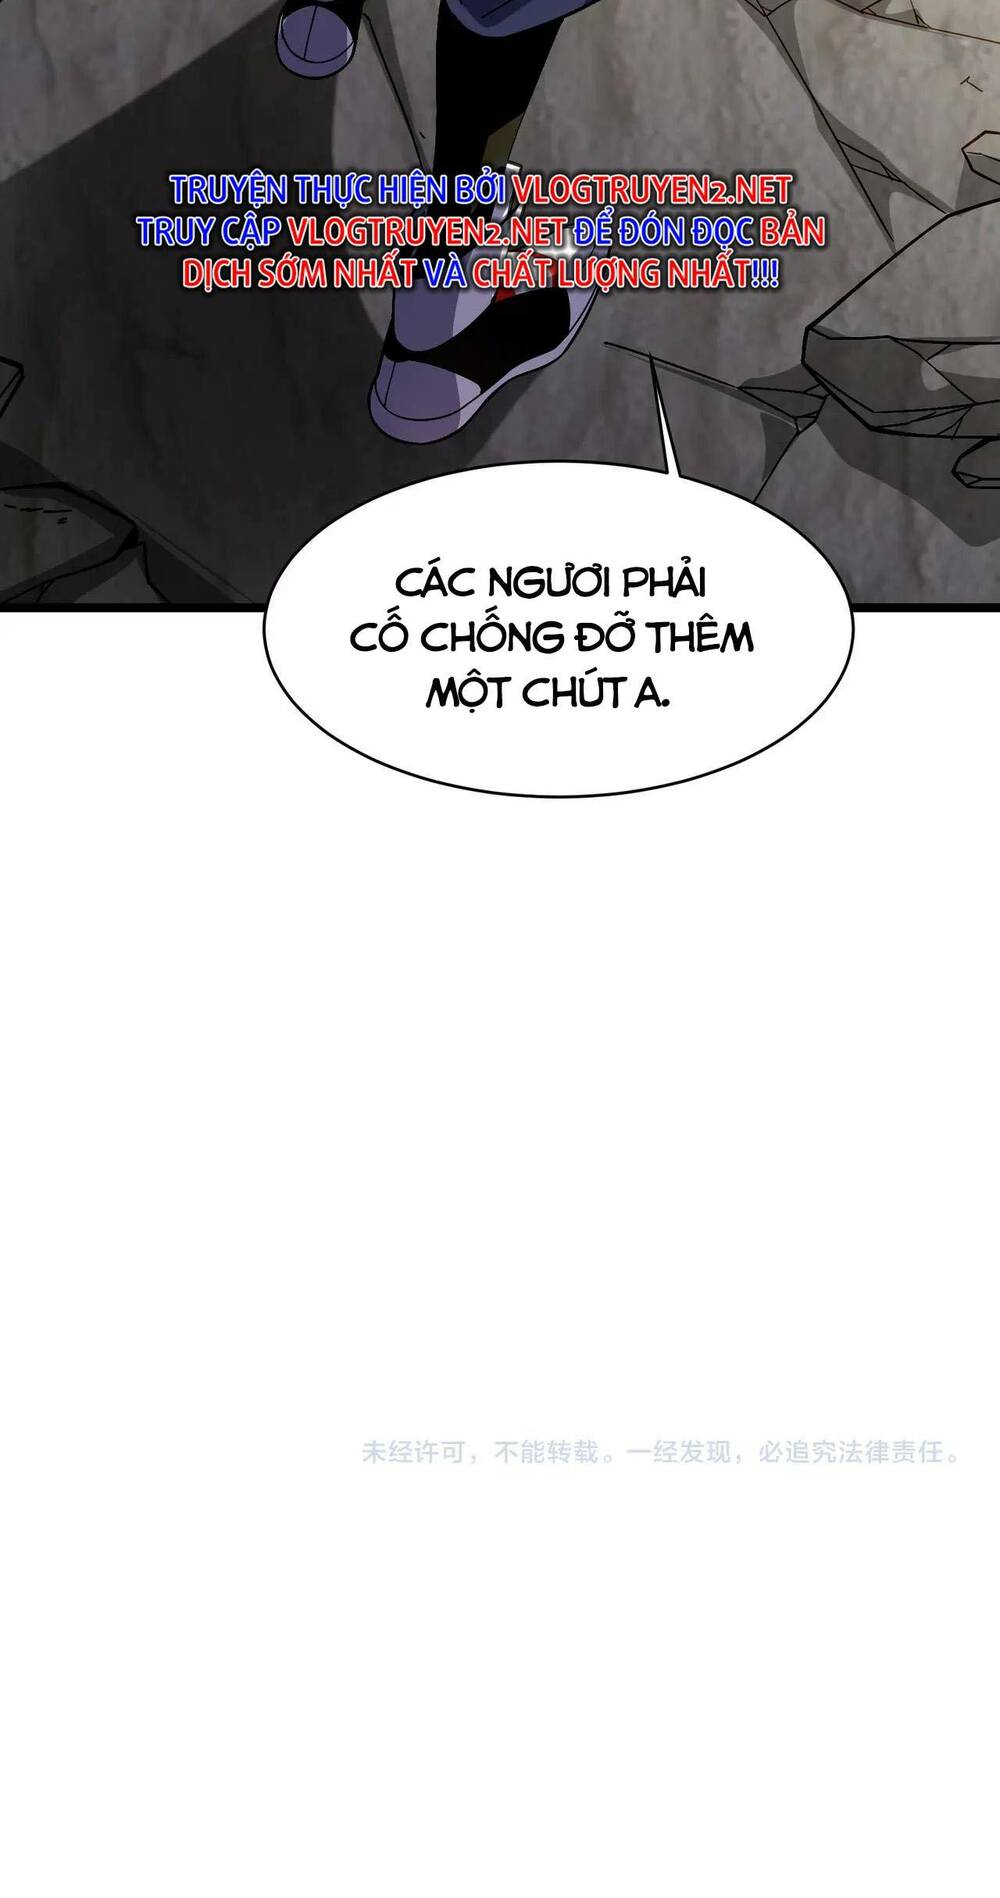 TRUYỆN THỰC HIỆN BỞI VLOGTRUYEN2.NET
TRUY CẬP VLOGTRUYEN2.NET ĐỂ ĐÓN ĐỌC BẢN
DỊCH SỚM NHẤT VÀ CHẤT LƯỢNG NHẤT!!!
CÁC NGƯƠI PHẢI
CỐ CHỐNG ĐỠ THÊM
MỘT CHÚT A.
未经许可，不能转载。一经发现，必追究法律责任。